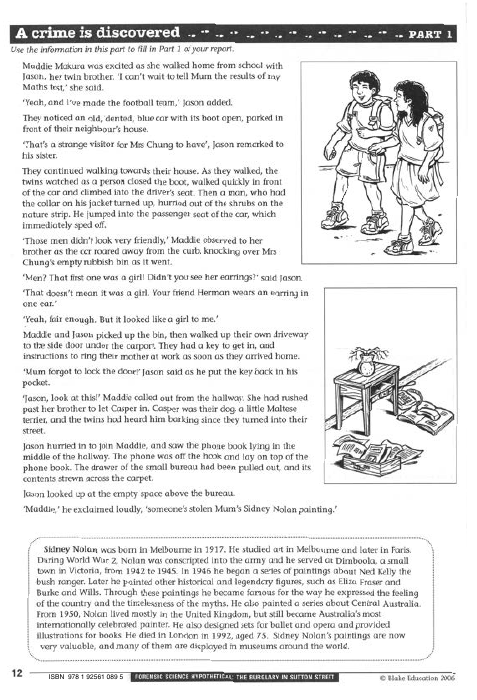 A crime is discovered
PART 1
Use the information in this part to fill in Part 1 of your report.
Maddie Makura was excited as she walked home from school with
Jason, her twin brother. 'I can't wait to tell Mum the results of my
Maths test,' she said.
'Yeah, and I've made the football team,' Jason added.
They noticed an old, dented, blue car with its boot open, parked in
front of their neighbour's house.
'That's a strange visitor for Mrs Chung to have', Jason remarked to
his sister.
They continued walking towards their house. As they walked, the
twins watched as a person closed the boot, walked quickly in front
of the car and climbed into the driver's seat. Then a man, who had
the collar on his jacket turned up, hurried out of the shrubs on the
nature strip. He jumped into the passenger seat of the car, which
immediately sped off.
'Those men didn't look very friendly,' Maddie observed to her
brother as the car roared away from the curb, knocking over Mrs
Chung's empty rubbish bin as it went.
'Men? That first one was a girl! Didn't you see her earrings?' said Jason.
'That doesn't mean it was a girl. Your friend Herman wears an earring in
one ear.'
'Yeah, fair enough. But it looked like a girl to me.'
Maddie and Jason picked up the bin, then walked up their own driveway
to the side door under the carport. They had a key to get in, and
instructions to ring their mother at work as soon as they arrived home.
'Mum forgot to lock the door!' Jason said as he put the key back in his
pocket.
'Jason, look at this!' Maddie called out from the hallway. She had rushed
past her brother to let Casper in. Casper was their dog, a little Maltese
terrier, and the twins had heard him barking since they turned into their
street.
Jason hurried in to join Maddie, and saw the phone book lying in the
middle of the hallway. The phone was off the hook and lay on top of the
phone book. The drawer of the small bureau had been pulled out, and its
contents strewn across the carpet.
Jason looked up at the empty space above the bureau.
'Maddie,' he exclaimed loudly, 'someone's stolen Mum's Sidney Nolan painting.'
Sidney Nolan was born in Melbourne in 1917. He studied art in Melbourne and later in Paris.
During World War 2, Nolan was conscripted into the army and he served at Dimboola, a small
town in Victoria, from 1942 to 1945. In 1946 he began a series of paintings about Ned Kelly the
bush ranger. Later he painted other historical and legendary figures, such as Eliza Fraser and
Burke and Wills. Through these paintings he became famous for the way he expressed the feeling
of the country and the timelessness of the myths. He also painted a series about Central Australia.
From 1950, Nolan lived mostly in the United Kingdom, but still became Australia's most
internationally celebrated painter. He also designed sets for ballet and opera and provided
illustrations for books. He died in London in 1992, aged 75. Sidney Nolan's paintings are now
very valuable, and many of them are displayed in museums around the world.
12 ISBN 978 1 92561 089 5 FORENSIC SCIENCE HYPOTHETICAL: THE BURGLARY IN SUTTON STREET © Blake Education 2006